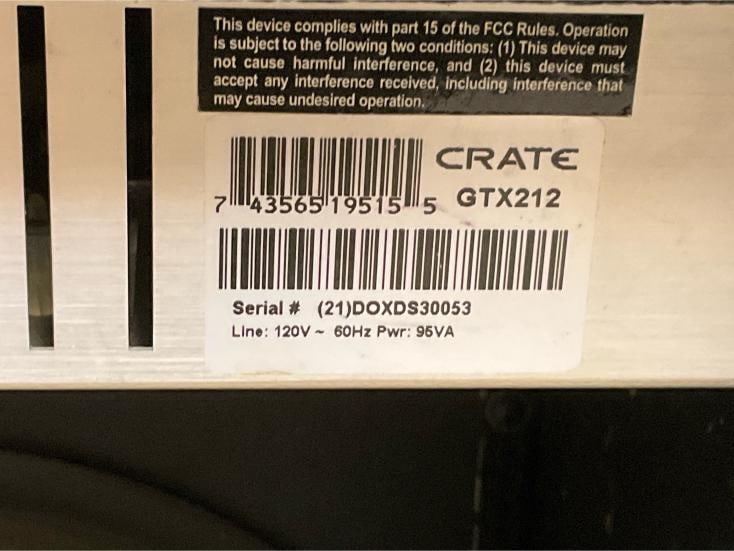 This device complies with part 15 of the FCC Rules. Operation
is subject to the following two conditions: (1) This device may
not cause harmful interference, and (2) this device must
accept any interference received, including interference that
may cause undesired operation.
CRATE
7 43565 19515 5 GTX212
Serial # (21)DOXDS30053
Line: 120V ~ 60Hz Pwr: 95VA